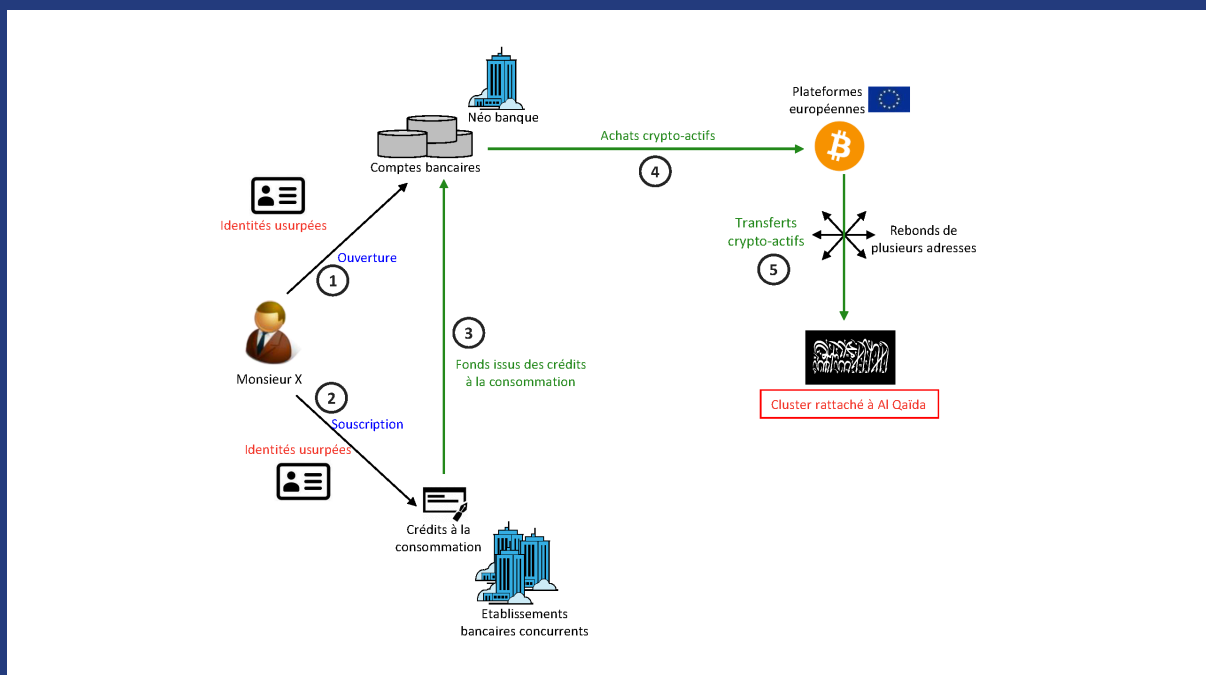 Néo banque
Comptes bancaires
Identités usurpées
Ouverture
1
Monsieur X
2
Souscription
Identités usurpées
Crédits à la
consommation
Etablissements
bancaires concurrents
3
Fonds issus des crédits
à la consommation
Achats crypto-actifs
4
Plateformes
européennes
Transferts
crypto-actifs
5
Rebonds de
plusieurs adresses
Cluster rattaché à Al Qaïda